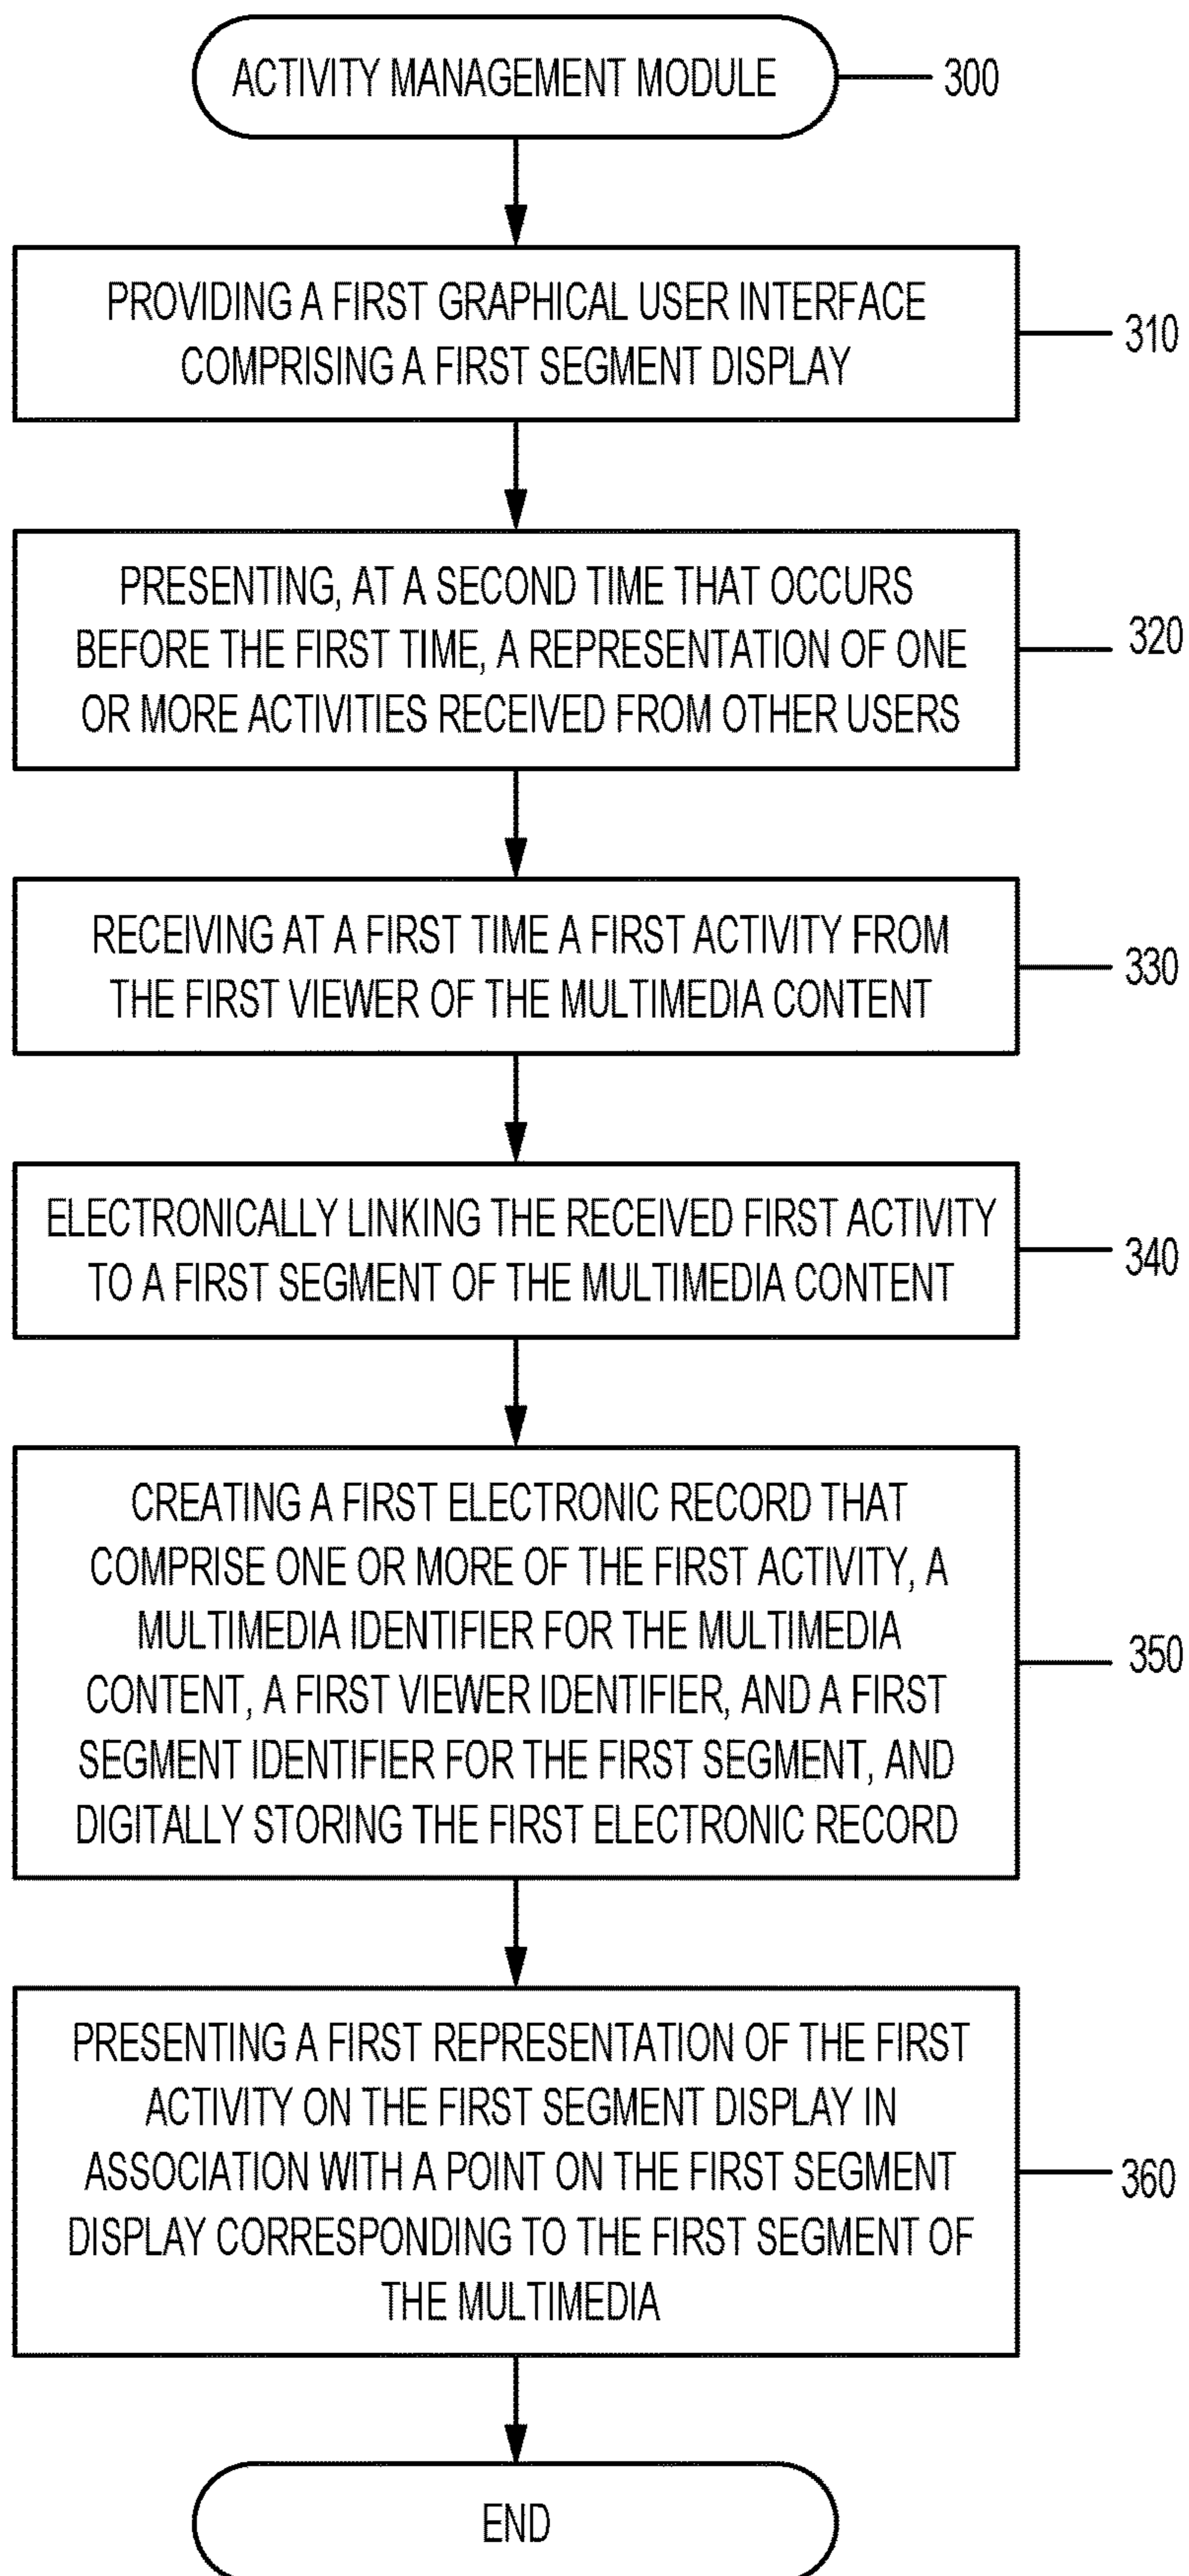 ACTIVITY MANAGEMENT MODULE
300
PROVIDING A FIRST GRAPHICAL USER INTERFACE
COMPRISING A FIRST SEGMENT DISPLAY
310
PRESENTING, AT A SECOND TIME THAT OCCURS
BEFORE THE FIRST TIME, A REPRESENTATION OF ONE
OR MORE ACTIVITIES RECEIVED FROM OTHER USERS
320
RECEIVING AT A FIRST TIME A FIRST ACTIVITY FROM
THE FIRST VIEWER OF THE MULTIMEDIA CONTENT
330
ELECTRONICALLY LINKING THE RECEIVED FIRST ACTIVITY
TO A FIRST SEGMENT OF THE MULTIMEDIA CONTENT
340
CREATING A FIRST ELECTRONIC RECORD THAT
COMPRISE ONE OR MORE OF THE FIRST ACTIVITY, A
MULTIMEDIA IDENTIFIER FOR THE MULTIMEDIA
CONTENT, A FIRST VIEWER IDENTIFIER, AND A FIRST
SEGMENT IDENTIFIER FOR THE FIRST SEGMENT, AND
DIGITALLY STORING THE FIRST ELECTRONIC RECORD
350
PRESENTING A FIRST REPRESENTATION OF THE FIRST
ACTIVITY ON THE FIRST SEGMENT DISPLAY IN
ASSOCIATION WITH A POINT ON THE FIRST SEGMENT
DISPLAY CORRESPONDING TO THE FIRST SEGMENT OF
THE MULTIMEDIA
360
END